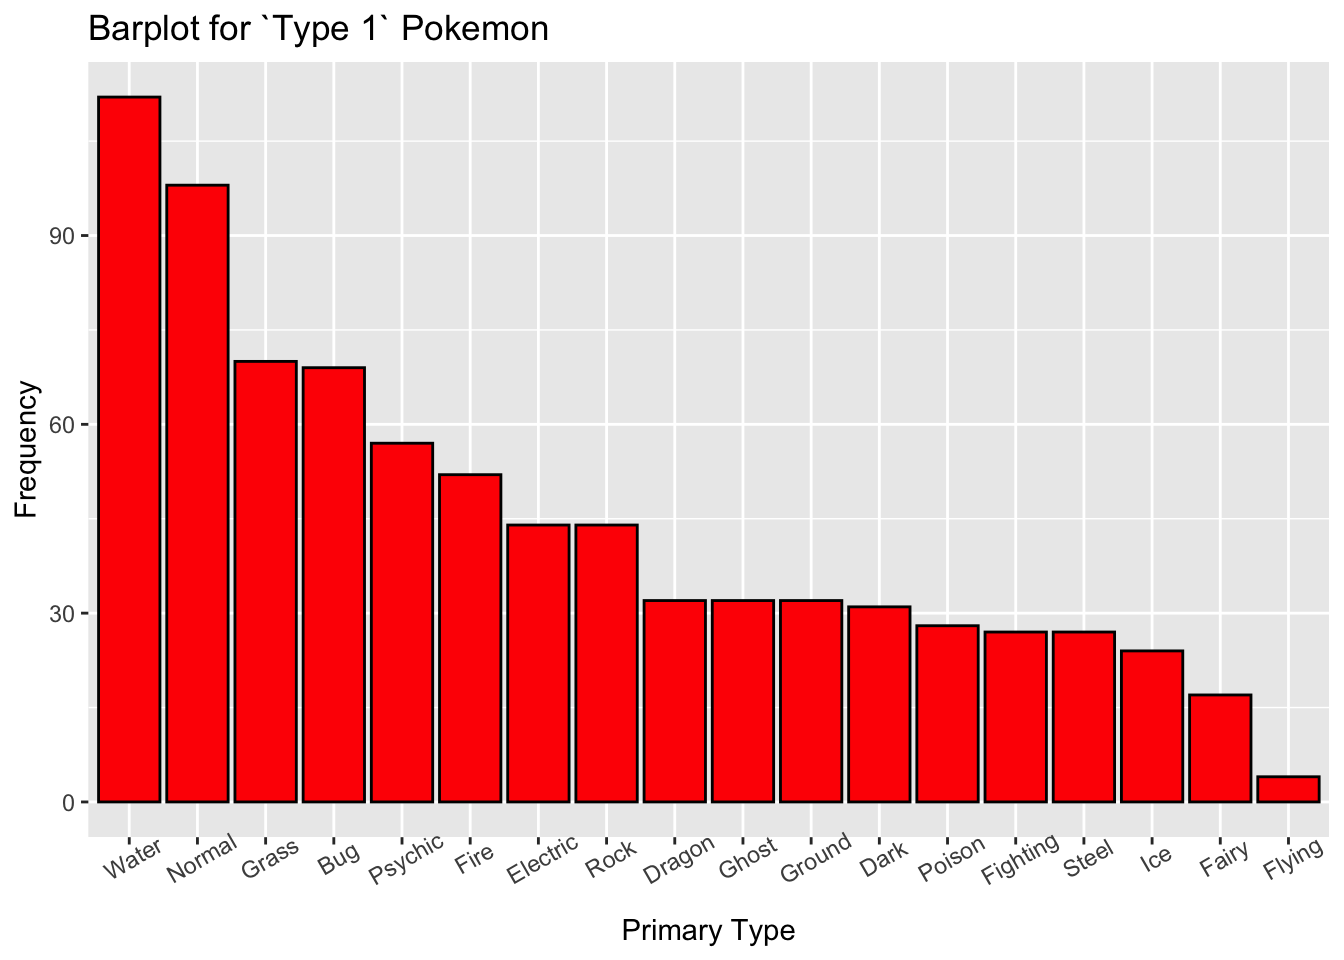 Barplot for `Type 1` Pokemon
Frequency
90
60
30
0
Water Normal Grass Bug Psychic Fire Electric Rock Dragon Ghost Ground Dark Poison Fighting Steel Ice Fairy Flying
Primary Type